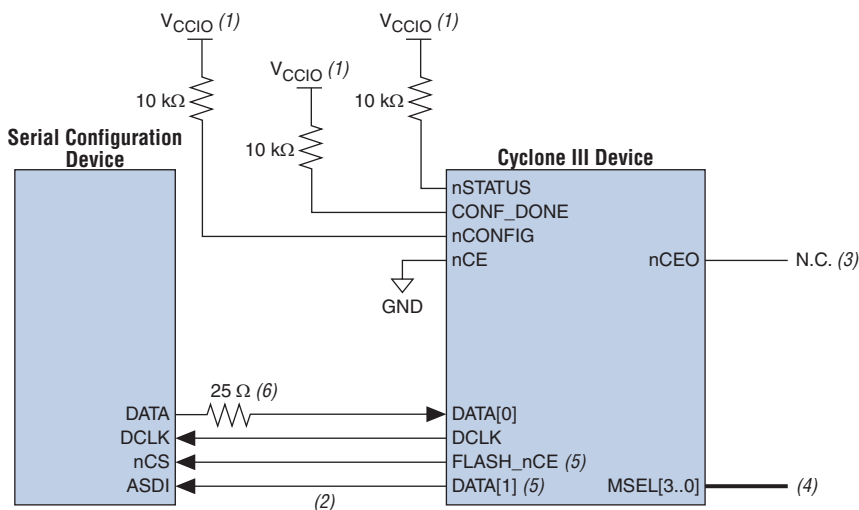 VCCIO (1)
VCCIO (1)
VCCIO (1)
10 kΩ
10 kΩ
10 kΩ
Serial Configuration
Device
Cyclone III Device
nSTATUS
CONF_DONE
nCONFIG
nCE
nCEO
N.C. (3)
GND
25 Ω (6)
DATA
DATA[0]
DCLK
DCLK
nCS
FLASH_nCE (5)
ASDI
(2)
DATA[1] (5)
MSEL[3..0]
(4)